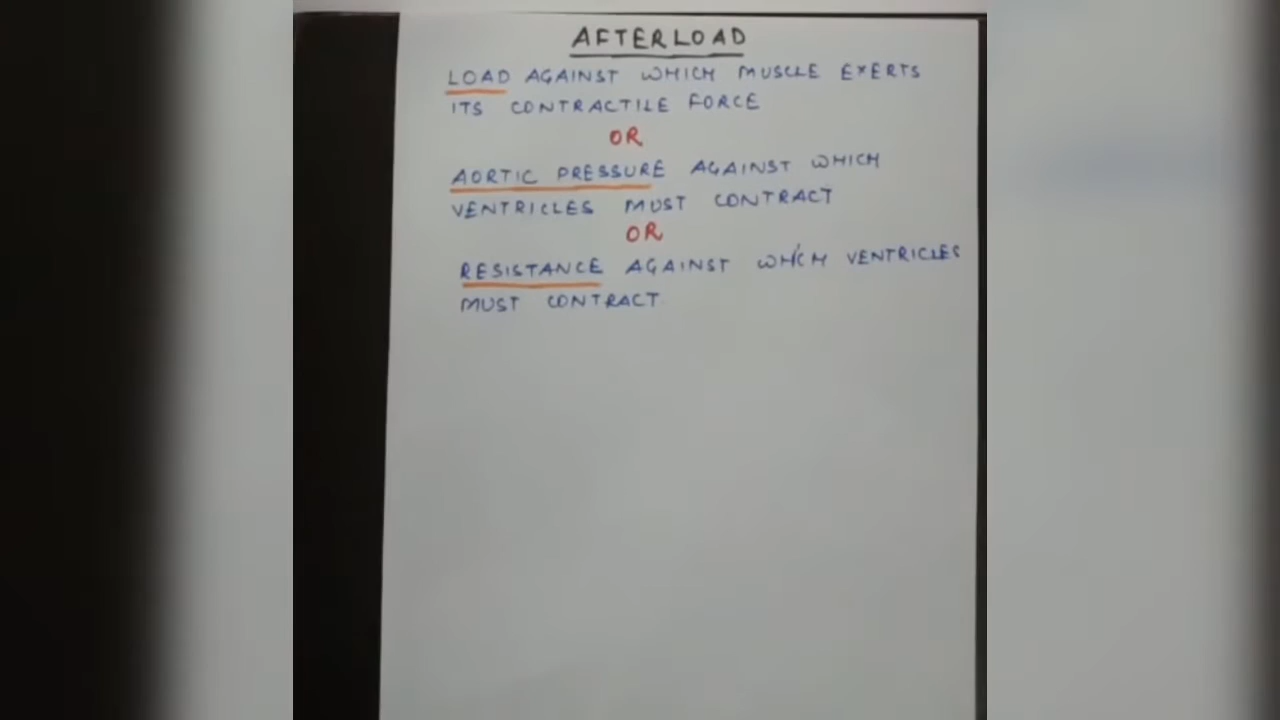 AFTERLOAD
LOAD AGAINST WHICH MUSCLE EXERTS
ITS CONTRACTILE FORCE
OR
AORTIC PRESSURE AGAINST WHICH
VENTRICLES MUST CONTRACT
OR
RESISTANCE AGAINST WHICH VENTRICLES
MUST CONTRACT